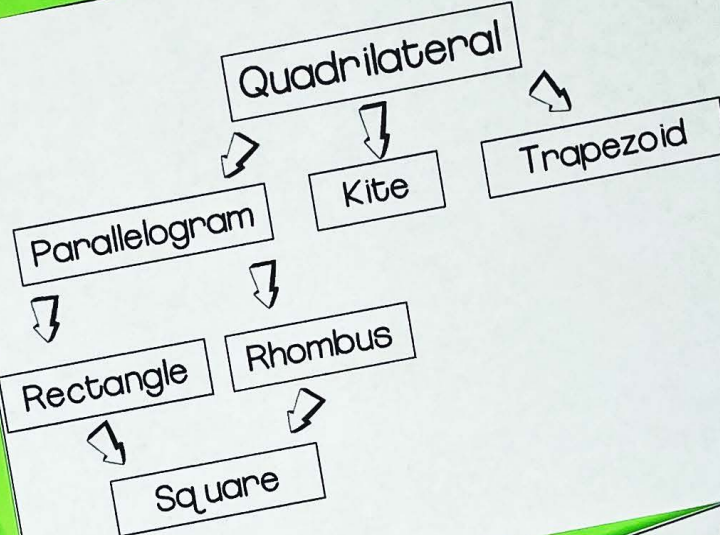 Quadrilateral
Parallelogram
Kite
Trapezoid
Rectangle
Rhombus
Square